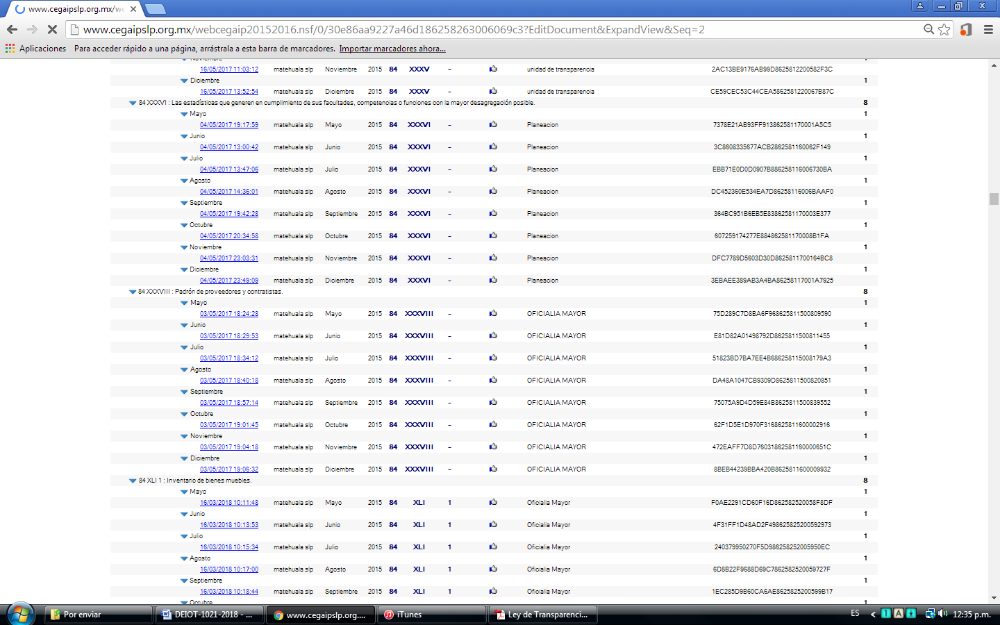 www.cegaipslp.org.mx/we
www.cegaipslp.org.mx/webcegaip20152016.nsf/0/30e86aa9227a46d186258263006069c3?EditDocument&ExpandView&Seq=2
Aplicaciones Para acceder rápido a una página, arrástrala a esta barra de marcadores. Importar marcadores ahora...
Noviembre 1
16/05/2017 11:03:12 matehuala slp Noviembre 2015 84 XXXV - unidad de transparencia 2AC13BE9176AB99D8625812200582F3C
Diciembre 1
16/05/2017 13:52:54 matehuala slp Diciembre 2015 84 XXXV - unidad de transparencia CE59CEC53C44CEA5862581220067B87C
84 XXXVI : Las estadísticas que generen en cumplimiento de sus facultades, competencias o funciones con la mayor desagregación posible. 8
Mayo 1
04/05/2017 19:17:59 matehuala slp Mayo 2015 84 XXXVI - Planeacion 7378E21AB93FF913862581170001A5C5
Junio 1
04/05/2017 13:00:42 matehuala slp Junio 2015 84 XXXVI - Planeacion 3C8608335677ACB2862581160062F149
Julio 1
04/05/2017 13:47:06 matehuala slp Julio 2015 84 XXXVI - Planeacion EBB71E0D0D0907B886258116006730BA
Agosto 1
04/05/2017 14:36:01 matehuala slp Agosto 2015 84 XXXVI - Planeacion DC452360E534EA7D86258116006BAAF0
Septiembre 1
04/05/2017 19:42:28 matehuala slp Septiembre 2015 84 XXXVI - Planeacion 364BC951B6EB5E83862581170003E377
Octubre 1
04/05/2017 20:34:58 matehuala slp Octubre 2015 84 XXXVI - Planeacion 607259174277E884862581170008B1FA
Noviembre 1
04/05/2017 23:03:31 matehuala slp Noviembre 2015 84 XXXVI - Planeacion DFC7789D5603D30D8625811700164BC8
Diciembre 1
04/05/2017 23:49:09 matehuala slp Diciembre 2015 84 XXXVI - Planeacion 3EBAEE389AB3A4BA86258117001A7925
84 XXXVIII : Padrón de proveedores y contratistas. 8
Mayo 1
03/05/2017 18:24:28 matehuala slp Mayo 2015 84 XXXVIII - OFICIALIA MAYOR 75D289C7D8BA6F968625811500809590
Junio 1
03/05/2017 18:29:53 matehuala slp Junio 2015 84 XXXVIII - OFICIALIA MAYOR E81D82A01498792D8625811500811455
Julio 1
03/05/2017 18:34:12 matehuala slp Julio 2015 84 XXXVIII - OFICIALIA MAYOR 51823BD7BA7EE4B686258115008179A3
Agosto 1
03/05/2017 18:40:18 matehuala slp Agosto 2015 84 XXXVIII - OFICIALIA MAYOR DA48A1047CB9309D8625811500820851
Septiembre 1
03/05/2017 18:57:14 matehuala slp Septiembre 2015 84 XXXVIII - OFICIALIA MAYOR 75075A9D4D59E84B8625811500839552
Octubre 1
03/05/2017 19:01:45 matehuala slp Octubre 2015 84 XXXVIII - OFICIALIA MAYOR 62F1D5E1D970F3168625811600002916
Noviembre 1
03/05/2017 19:04:18 matehuala slp Noviembre 2015 84 XXXVIII - OFICIALIA MAYOR 472EAFF7D8D76031862581160000651C
Diciembre 1
03/05/2017 19:06:32 matehuala slp Diciembre 2015 84 XXXVIII - OFICIALIA MAYOR 8BEB44239BBA420B8625811600009932
84 XLI 1 : Inventario de bienes muebles. 8
Mayo 1
16/03/2018 10:11:48 matehuala slp Mayo 2015 84 XLI 1 Oficialia Mayor F0AE2291CD60F16D862582520058F8DF
Junio 1
16/03/2018 10:13:53 matehuala slp Junio 2015 84 XLI 1 Oficialia Mayor 4F31FF1D48AD2F498625825200592973
Julio 1
16/03/2018 10:15:34 matehuala slp Julio 2015 84 XLI 1 Oficialia Mayor 240379950270F5D986258252005950EC
Agosto 1
16/03/2018 10:17:00 matehuala slp Agosto 2015 84 XLI 1 Oficialia Mayor 6D8B22F9688D69C7862582520059727F
Septiembre 1
16/03/2018 10:18:44 matehuala slp Septiembre 2015 84 XLI 1 Oficialia Mayor 1EC285D9B60CA6AE8625825200599B17
Octubre 1
Por enviar DEIOT-1021-2018 - ... www.cegaipslp.org.... iTunes Ley de Transparenci... ES 1 A 12:35 p.m.